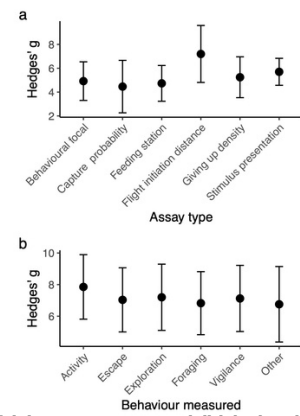 a
Hedges' g
8
6
4
2
Behavioural focal
Capture probability
Feeding station
Flight initiation distance
Giving up density
Stimulus presentation
Assay type
b
Hedges' g
10
8
6
Activity
Escape
Exploration
Foraging
Vigilance
Other
Behaviour measured